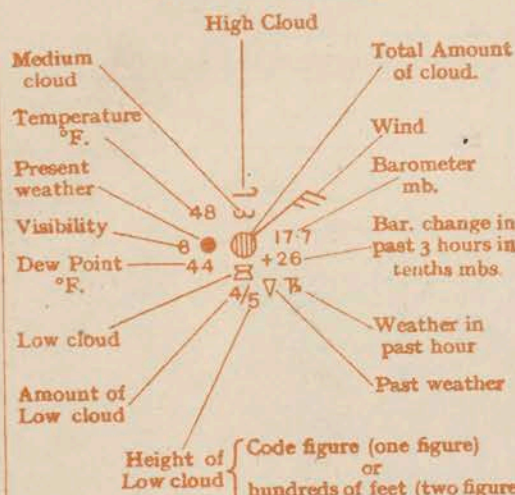 High Cloud
Medium
cloud
Total Amount
of cloud.
Temperature
°F.
Wind
Present
weather
Barometer
mb.
48
Visibility
8
17.7
Bar. change in
past 3 hours in
tenths mbs.
Dew Point
°F.
44
+26
4/5
Low cloud
Weather in
past hour
Amount of
Low cloud
Past weather
Height of
Low cloud
Code figure (one figure)
or
hundreds of feet (two figure